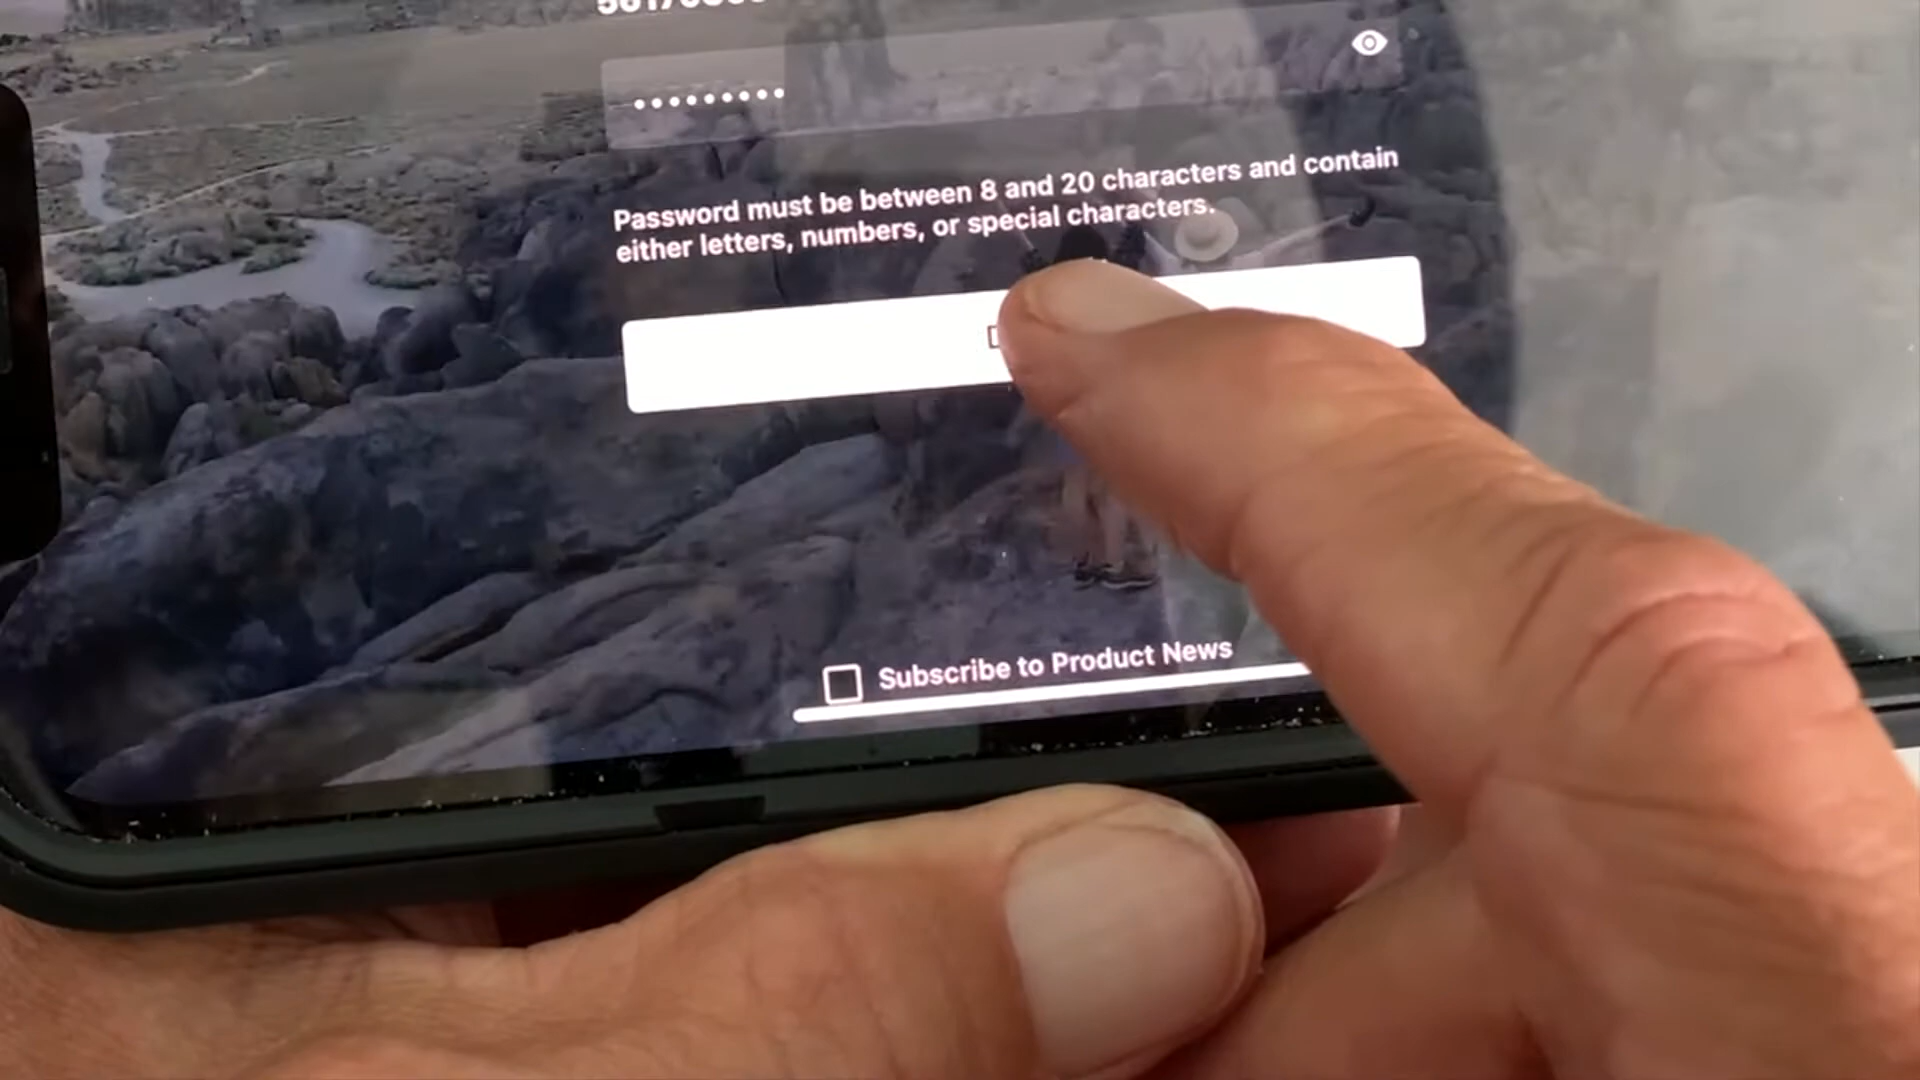 •••••••••
Password must be between 8 and 20 characters and contain
either letters, numbers, or special characters.
Subscribe to Product News